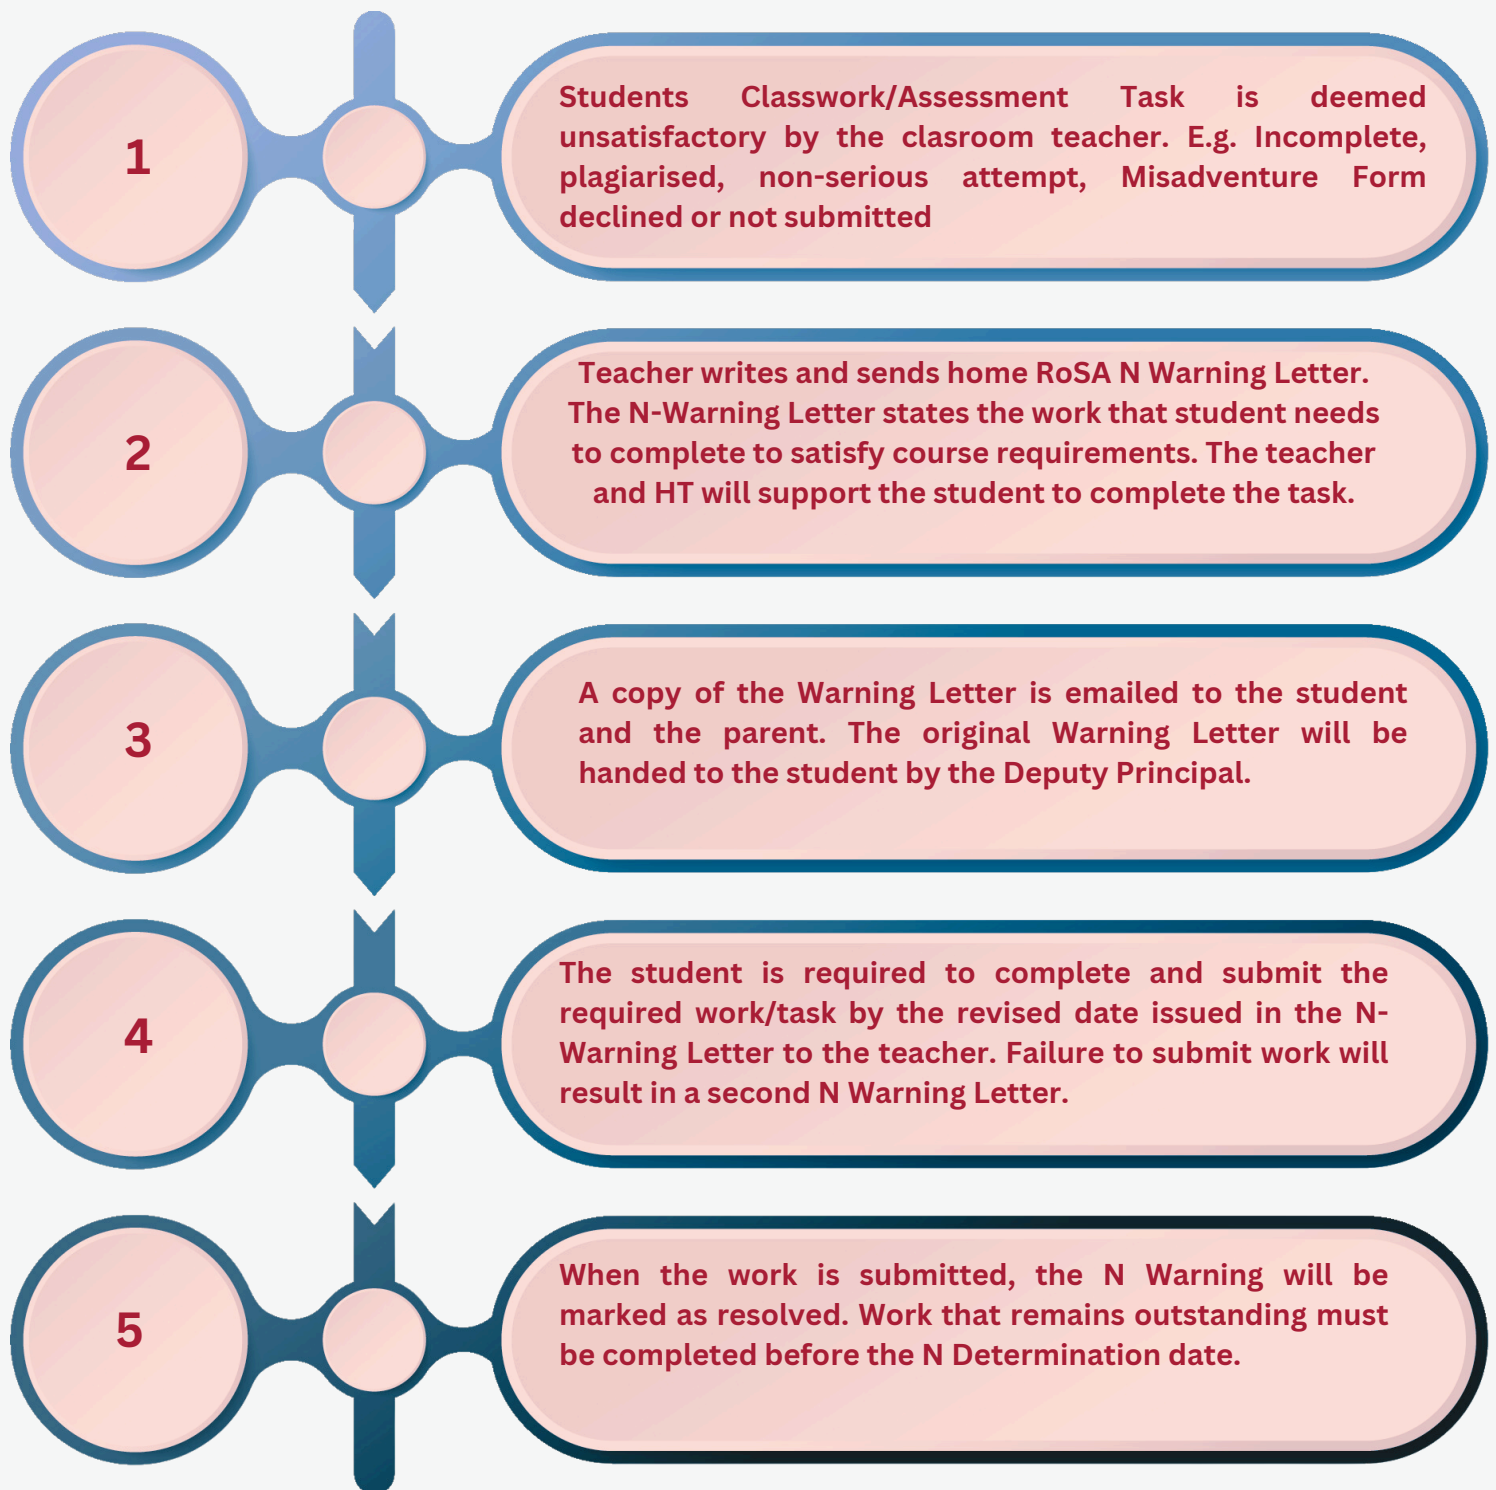 1
Students Classwork/Assessment Task is deemed
unsatisfactory by the clasroom teacher. E.g. Incomplete,
plagiarised, non-serious attempt, Misadventure Form
declined or not submitted
2
Teacher writes and sends home RoSA N Warning Letter.
The N-Warning Letter states the work that student needs
to complete to satisfy course requirements. The teacher
and HT will support the student to complete the task.
3
A copy of the Warning Letter is emailed to the student
and the parent. The original Warning Letter will be
handed to the student by the Deputy Principal.
4
The student is required to complete and submit the
required work/task by the revised date issued in the N-
Warning Letter to the teacher. Failure to submit work will
result in a second N Warning Letter.
5
When the work is submitted, the N Warning will be
marked as resolved. Work that remains outstanding must
be completed before the N Determination date.